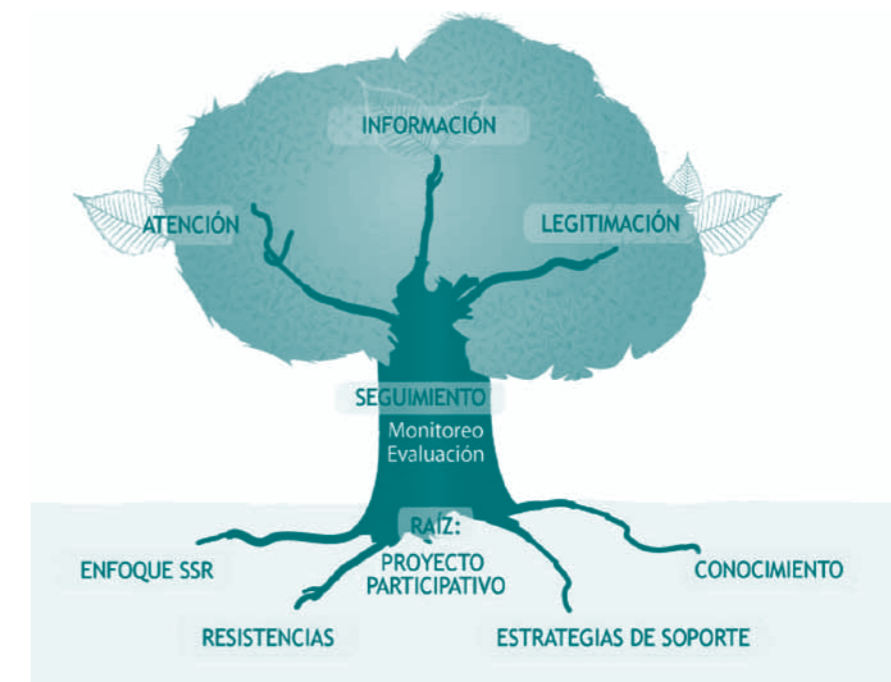 INFORMACIÓN
ATENCIÓN
LEGITIMACIÓN
SEGUIMIENTO
Monitoreo
Evaluación
RAÍZ:
PROYECTO
PARTICIPATIVO
ENFOQUE SSR
CONOCIMIENTO
RESISTENCIAS
ESTRATEGIAS DE SOPORTE